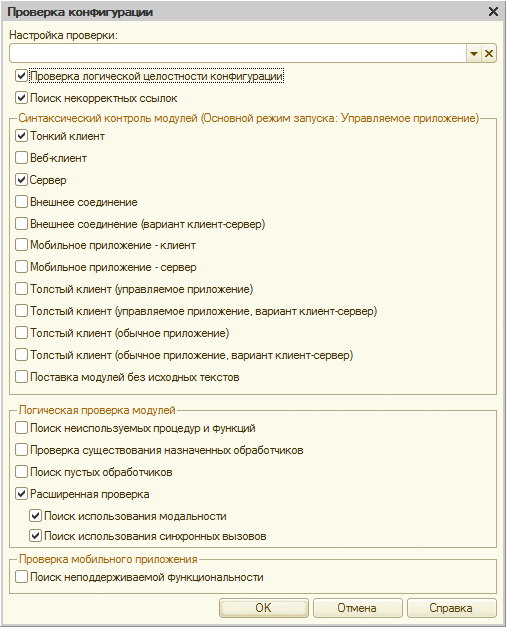 Проверка конфигурации
Настройка проверки:
Проверка логической целостности конфигурации
Поиск некорректных ссылок
Синтаксический контроль модулей (Основной режим запуска: Управляемое приложение)
Тонкий клиент
Веб-клиент
Сервер
Внешнее соединение
Внешнее соединение (вариант клиент-сервер)
Мобильное приложение - клиент
Мобильное приложение - сервер
Толстый клиент (управляемое приложение)
Толстый клиент (управляемое приложение, вариант клиент-сервер)
Толстый клиент (обычное приложение)
Толстый клиент (обычное приложение, вариант клиент-сервер)
Поставка модулей без исходных текстов
Логическая проверка модулей
Поиск неиспользуемых процедур и функций
Проверка существования назначенных обработчиков
Поиск пустых обработчиков
Расширенная проверка
Поиск использования модальности
Поиск использования синхронных вызовов
Проверка мобильного приложения
Поиск неподдерживаемой функциональности
OK Отмена Справка